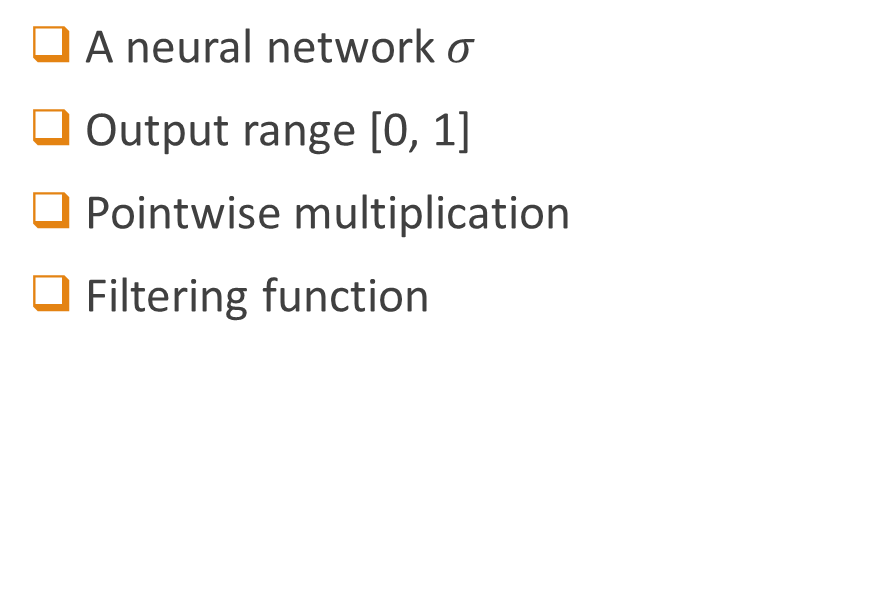 A neural network σ
Output range [0, 1]
Pointwise multiplication
Filtering function